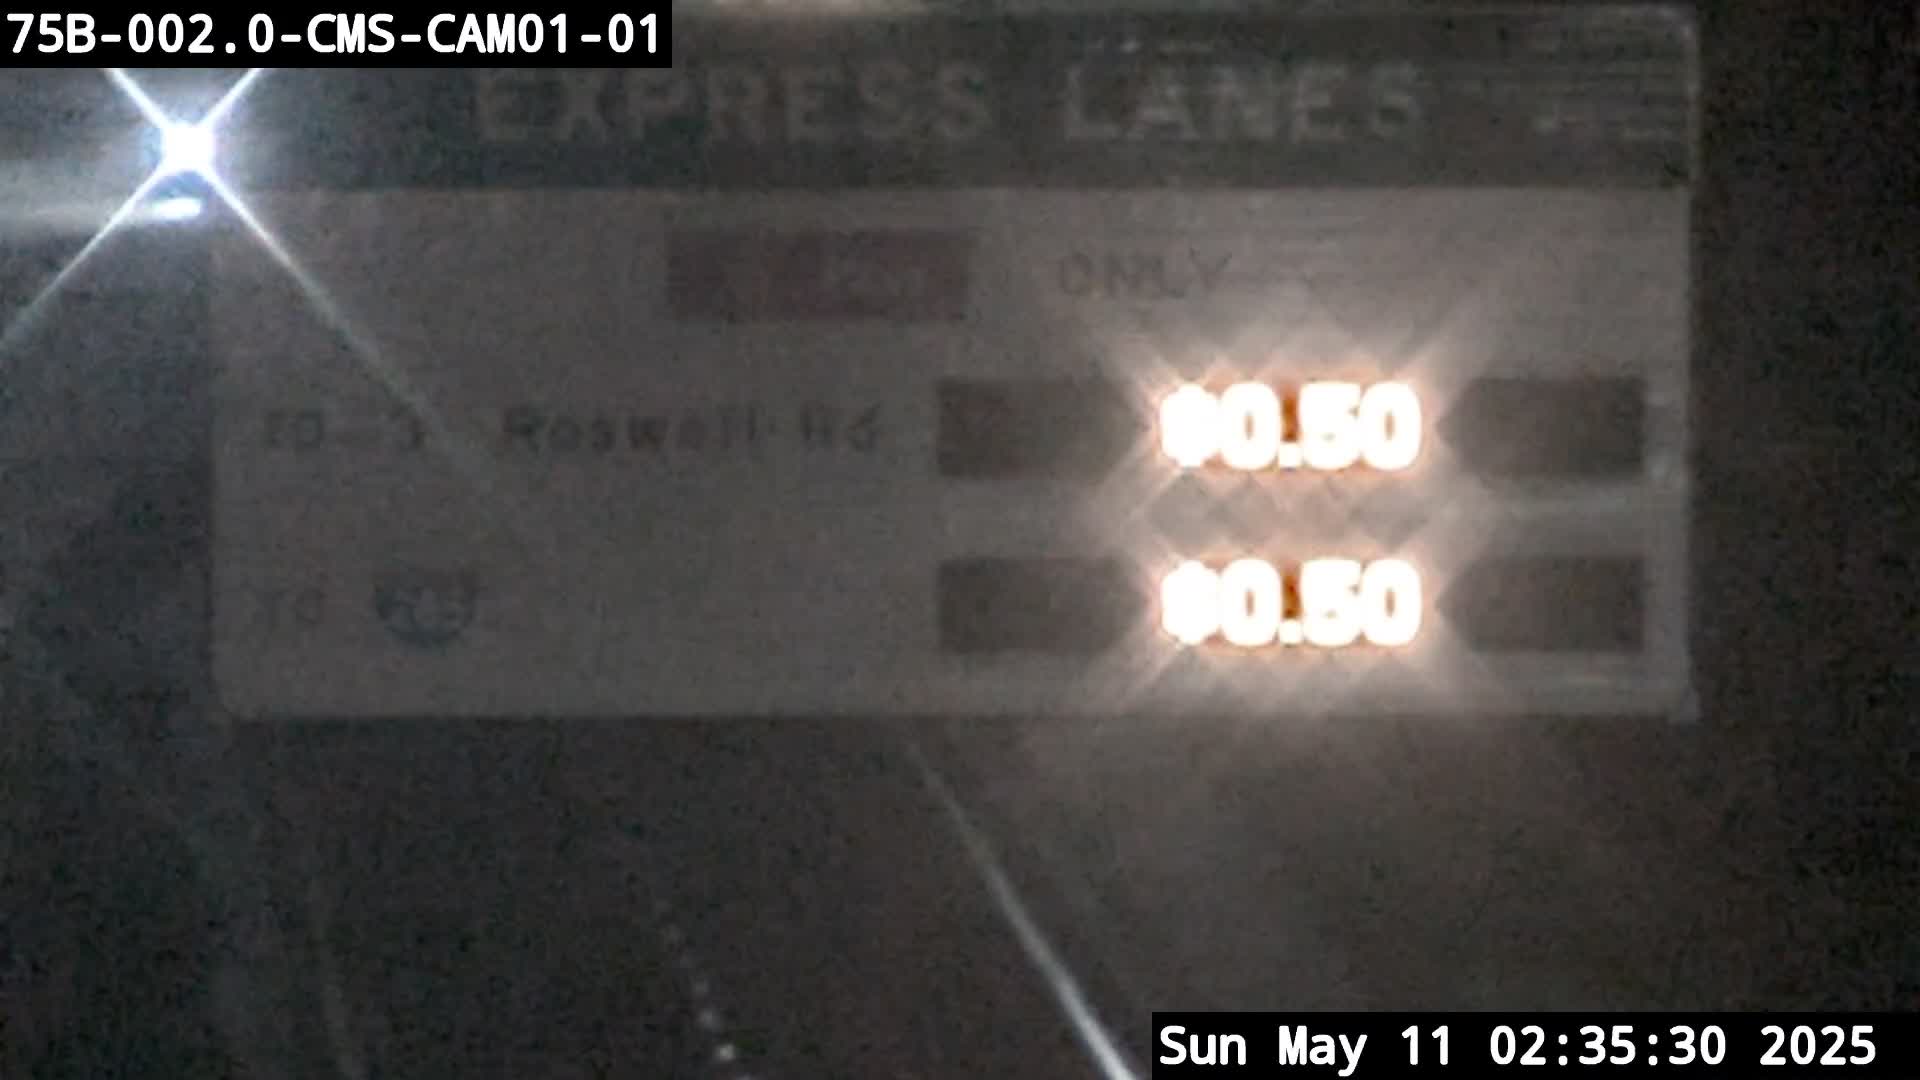 75B-002.0-CMS-CAM01-01
EXPRESS LANES
ONLY
Roswell Rd $0.50
$0.50
Sun May 11 02:35:30 2025